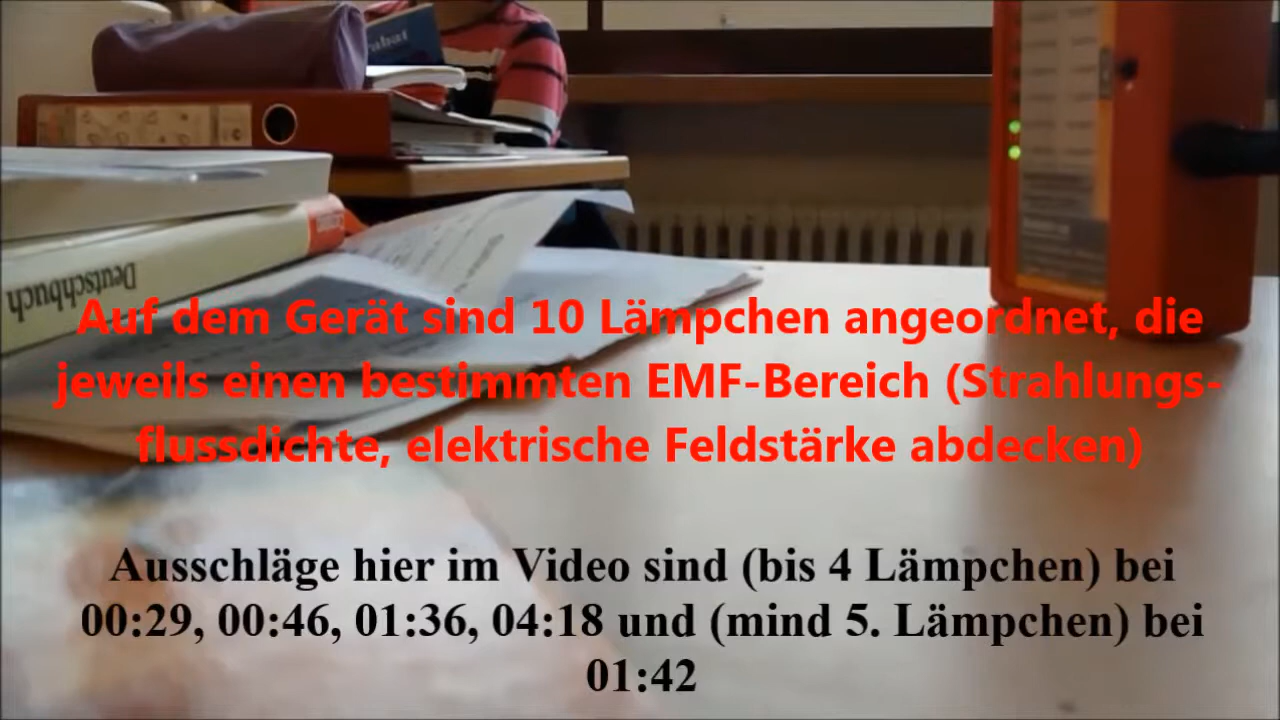 rabat
Deutschbuch
Auf dem Gerät sind 10 Lämpchen angeordnet, die
jeweils einen bestimmten EMF-Bereich (Strahlungs-
flussdichte, elektrische Feldstärke abdecken)
Ausschläge hier im Video sind (bis 4 Lämpchen) bei
00:29, 00:46, 01:36, 04:18 und (mind 5. Lämpchen) bei
01:42